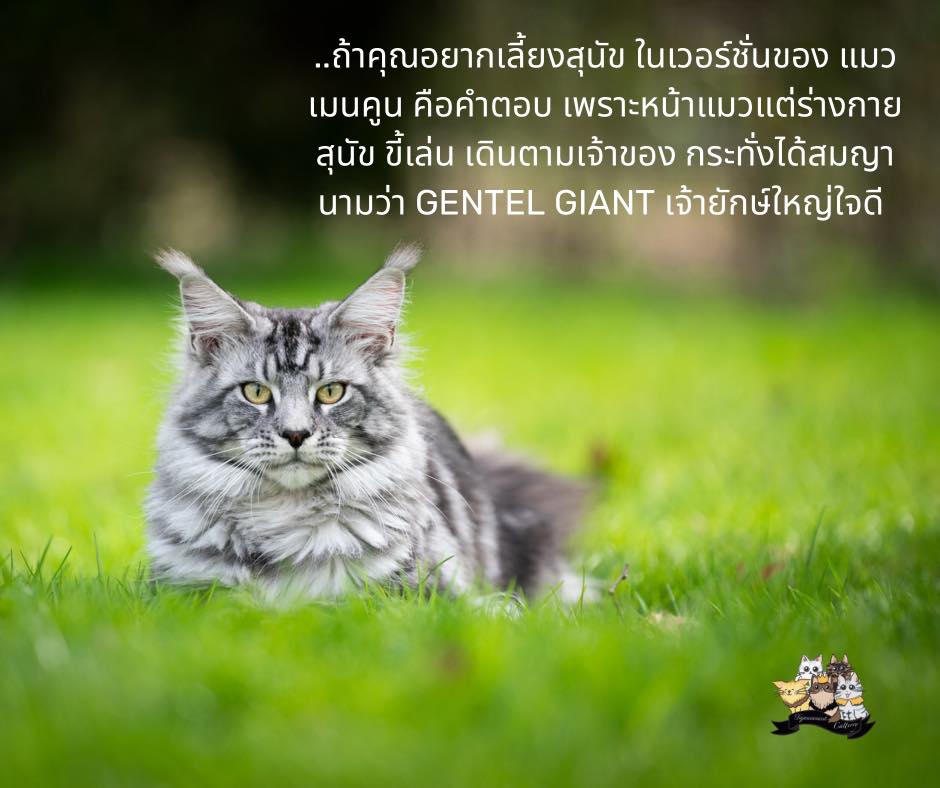 ..ถ้าคุณอยากเลี้ยงสุนัข ในเวอร์ชั่นของ แมว
เมนคูน คือคำตอบ เพราะหน้าแมวแต่ร่างกาย
สุนัข ขี้เล่น เดินตามเจ้าของ กระทั่งได้สมญา
นามว่า GENTEL GIANT เจ้ายักษ์ใหญ่ใจดี
Cattery